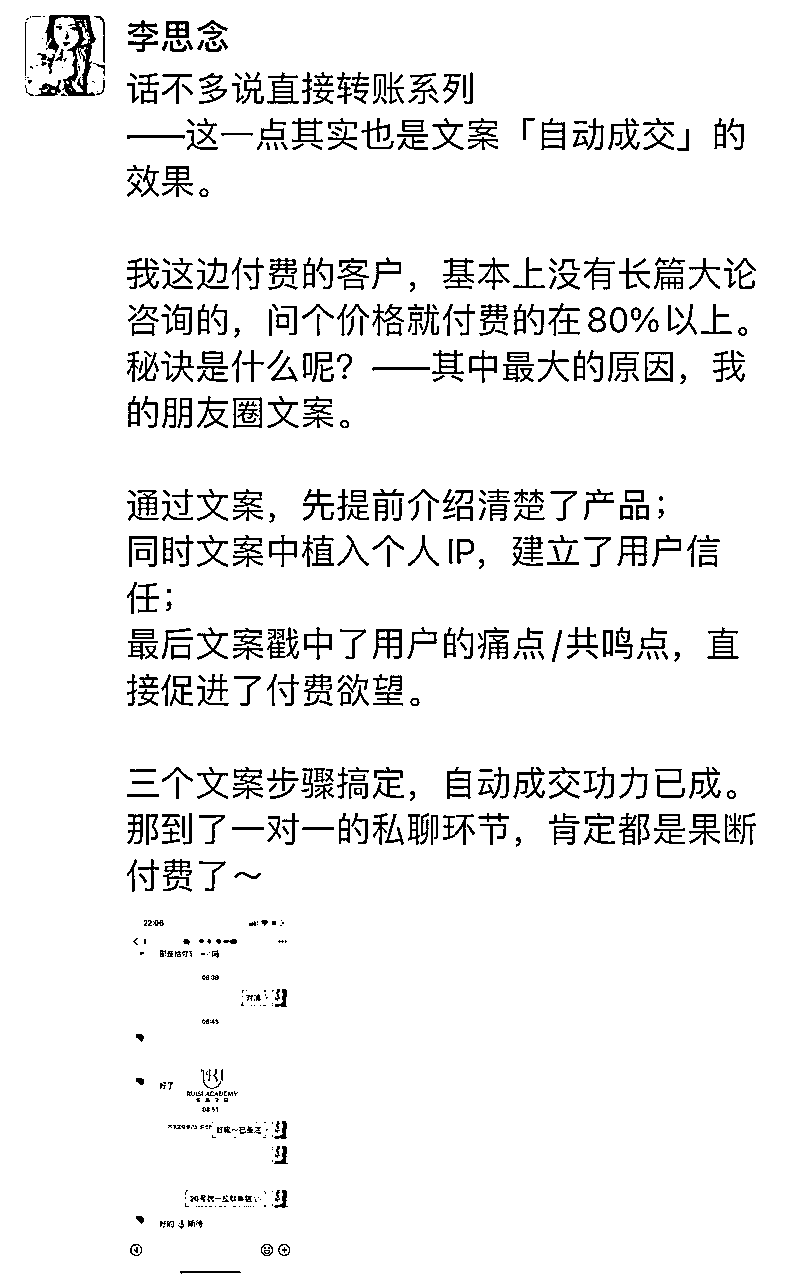 李思念
话不多说直接转账系列
——这一点其实也是文案「自动成交」的
效果。
我这边付费的客户，基本上没有长篇大论
咨询的，问个价格就付费的在80%以上。
秘诀是什么呢？——其中最大的原因，我
的朋友圈文案。
通过文案，先提前介绍清楚了产品；
同时文案中植入个人IP，建立了用户信
任；
最后文案戳中了用户的痛点/共鸣点，直
接促进了付费欲望。
三个文案步骤搞定，自动成交功力已成。
那到了一对一的私聊环节，肯定都是果断
付费了～
22:06
08:39
08:45
好了
RUISI ACADEMY
08:51
好的
期待